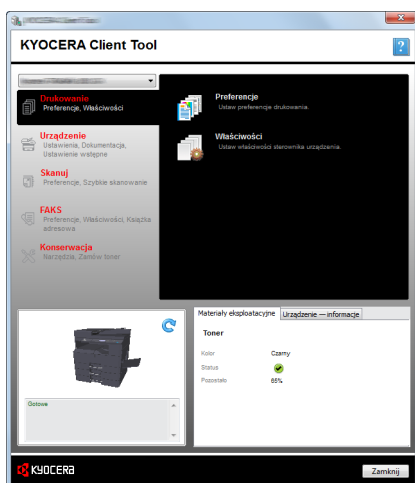 KYOCERA Client Tool
?
Drukowanie
Preferencje, Właściwości
Urządzenie
Ustawienia, Dokumentacja,
Ustawienie wstępne
Skanuj
Preferencje, Szybkie skanowanie
FAKS
Preferencje, Właściwości, Książka
adresowa
Konserwacja
Narzędzia, Zamów toner
Preferencje
Ustaw preferencje drukowania.
Właściwości
Ustaw właściwości sterownika urządzenia.
Materiały eksploatacyjne Urządzenie — informacje
Toner
Kolor Czarny
Status
Pozostało 66%
Gotowe
KYOCERA
Zamknij